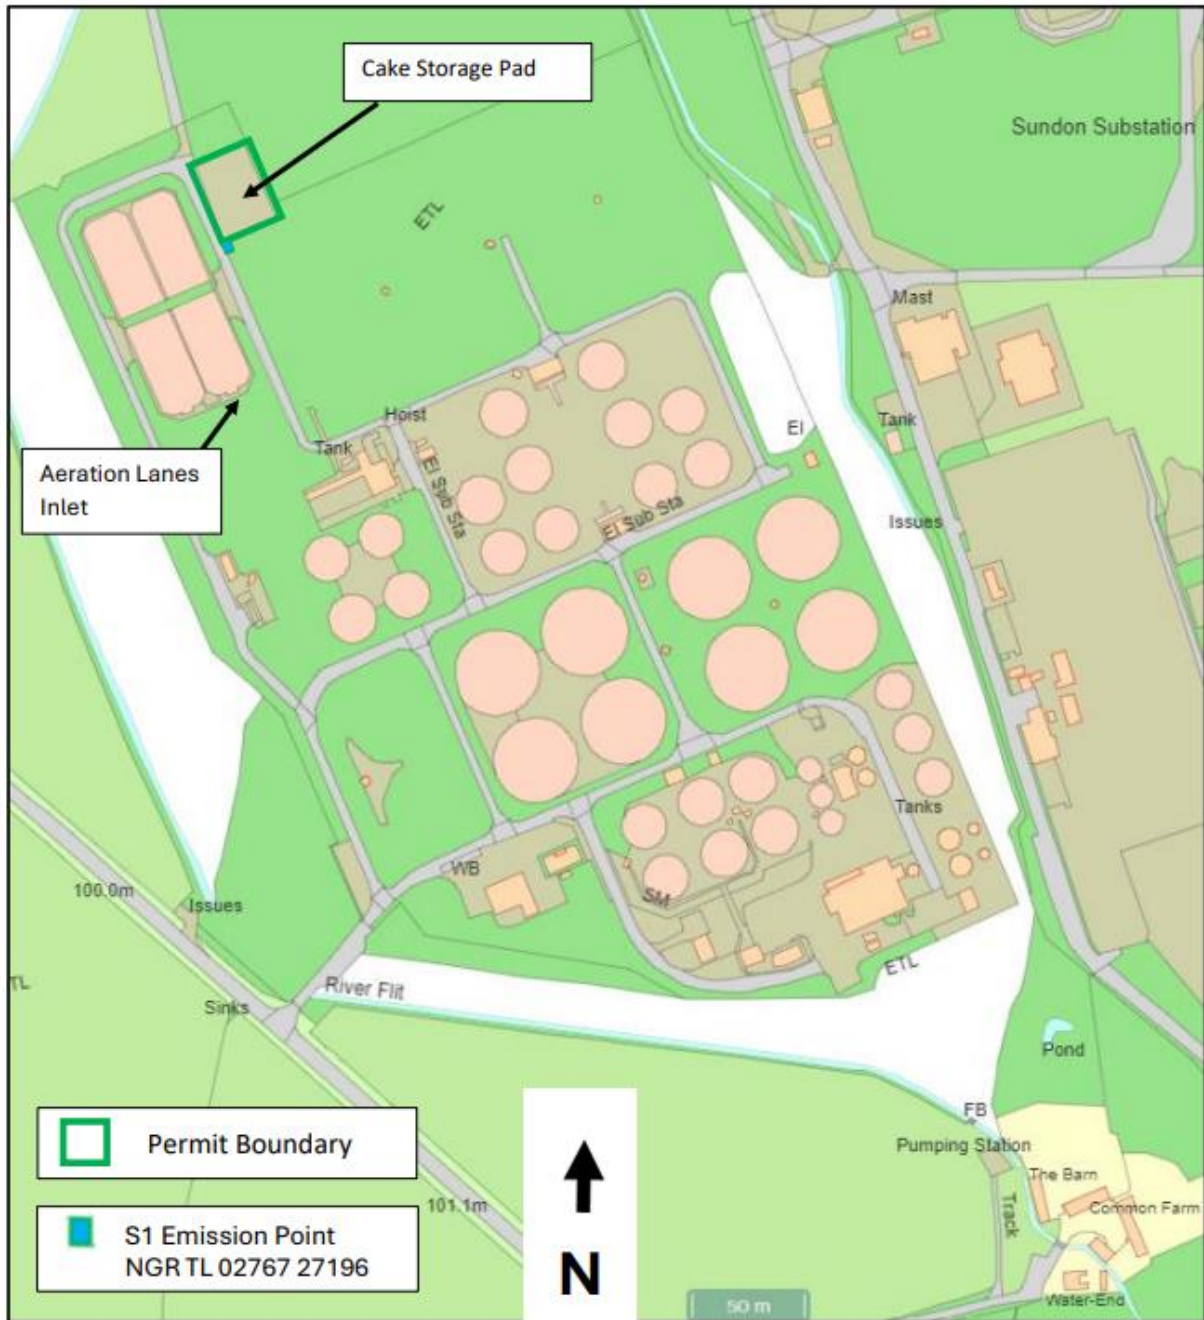 Cake Storage Pad
Sundon Substation
ETL
Mast
Hoist
Tank
Tank
El
Aeration Lanes
Inlet
El Sub Sta
El Sub Sta
Issues
Tanks
WB
100.0m
Issues
SM
ETL
TL
River Flit
Sinks
Pond
FB
Permit Boundary
Pumping Station
The Barn
101.1m
Track
Common Farm
S1 Emission Point
NGR TL 02767 27196
N
50 m
Water-End